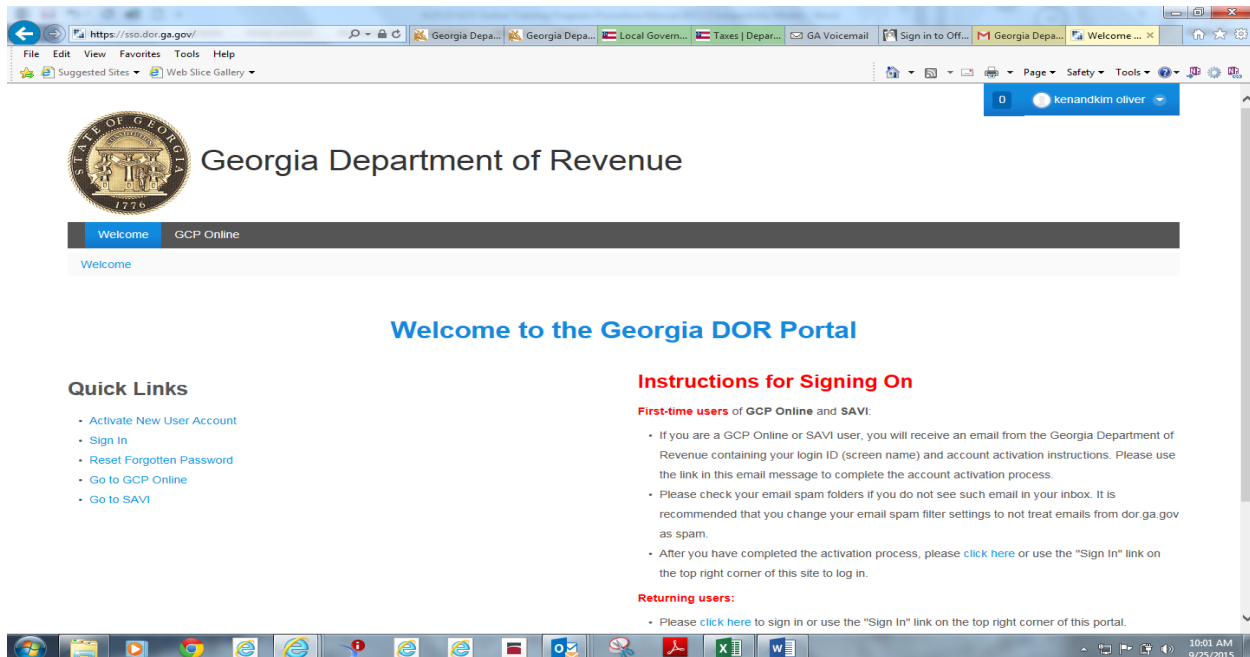 https://sso.dor.ga.gov/
Georgia Depa...
Georgia Depa...
Local Govern...
Taxes | Depar...
GA Voicemail
Sign in to Off...
Georgia Depa...
Welcome ...
File Edit View Favorites Tools Help
Suggested Sites Web Slice Gallery
Page Safety Tools
0 kenandkim oliver
STATE OF GEORGIA
CONSTITUTION
1776
Georgia Department of Revenue
Welcome GCP Online
Welcome
Welcome to the Georgia DOR Portal
Quick Links
• Activate New User Account
• Sign In
• Reset Forgotten Password
• Go to GCP Online
• Go to SAVI
Instructions for Signing On
First-time users of GCP Online and SAVI:
• If you are a GCP Online or SAVI user, you will receive an email from the Georgia Department of
Revenue containing your login ID (screen name) and account activation instructions. Please use
the link in this email message to complete the account activation process.
• Please check your email spam folders if you do not see such email in your inbox. It is
recommended that you change your email spam filter settings to not treat emails from dor.ga.gov
as spam.
• After you have completed the activation process, please click here or use the "Sign In" link on
the top right corner of this site to log in.
Returning users:
• Please click here to sign in or use the "Sign In" link on the top right corner of this portal.
10:01 AM
9/25/2015